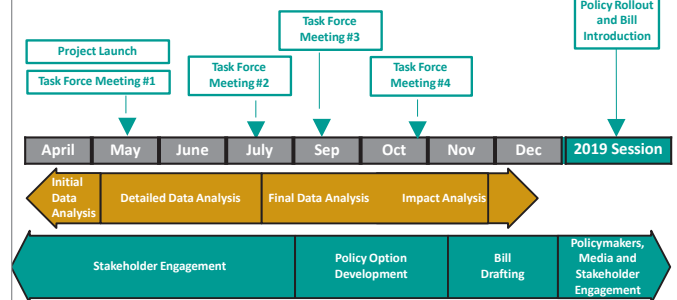 Policy Rollout
and Bill
Introduction
Task Force
Meeting #3
Project Launch
Task Force Meeting #1
Task Force
Meeting #2
Task Force
Meeting #4
April May June July Sep Oct Nov Dec 2019 Session
Initial
Data
Analysis
Detailed Data Analysis
Final Data Analysis
Impact Analysis
Stakeholder Engagement
Policy Option
Development
Bill
Drafting
Policymakers,
Media and
Stakeholder
Engagement